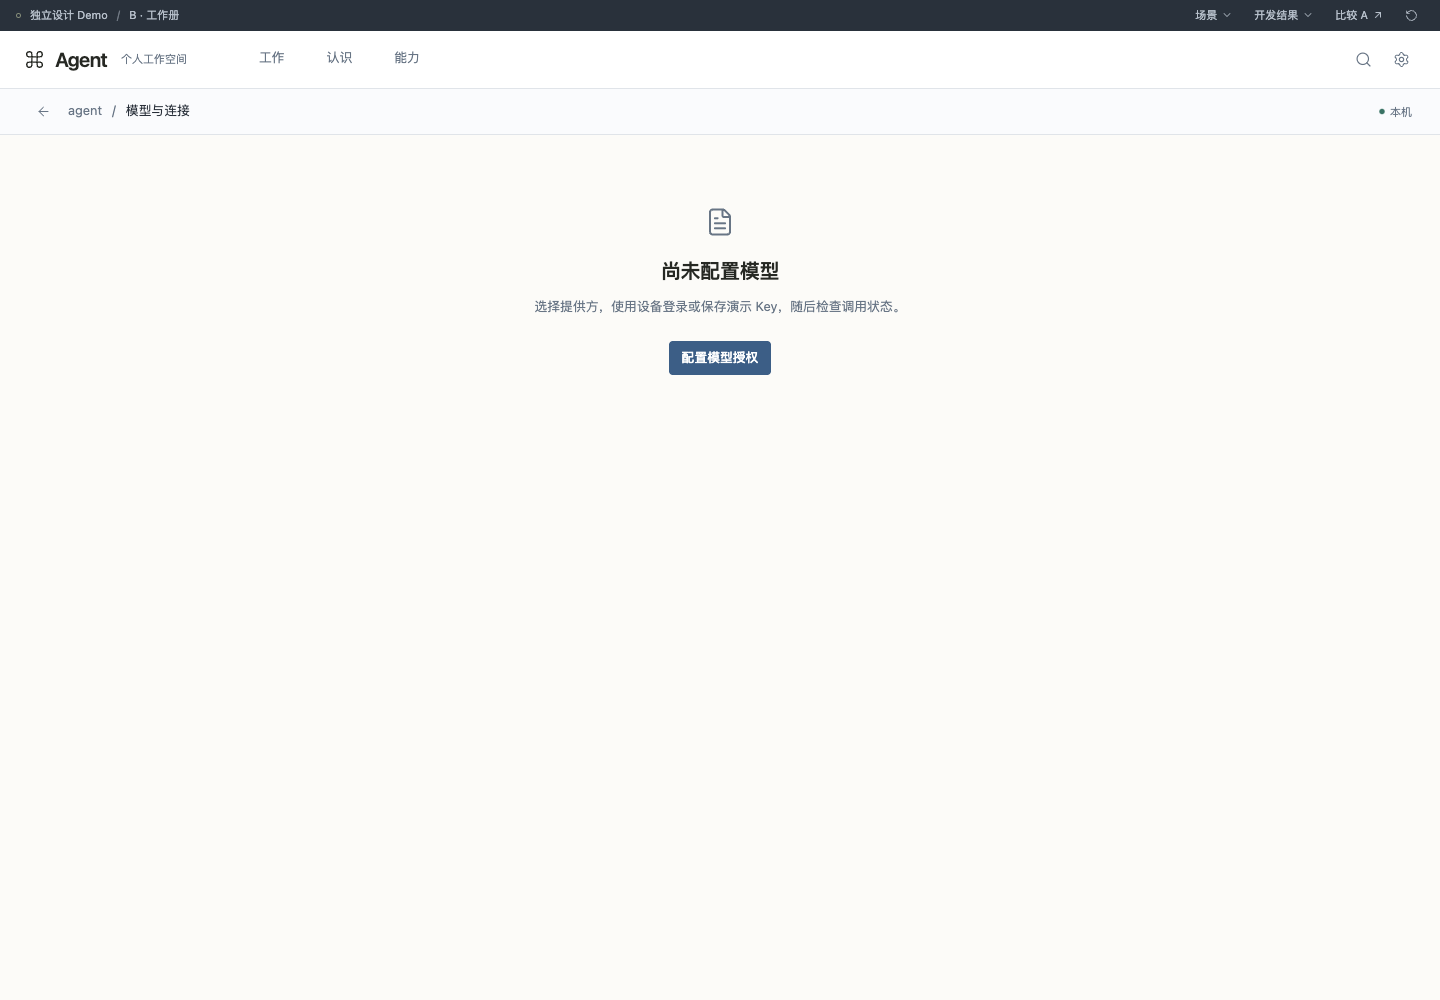 独立设计 Demo / B · 工作册
场景
开发结果
比较 A
Agent 个人工作空间
工作
认识
能力
agent / 模型与连接
本机
尚未配置模型
选择提供方，使用设备登录或保存演示 Key，随后检查调用状态。
配置模型授权